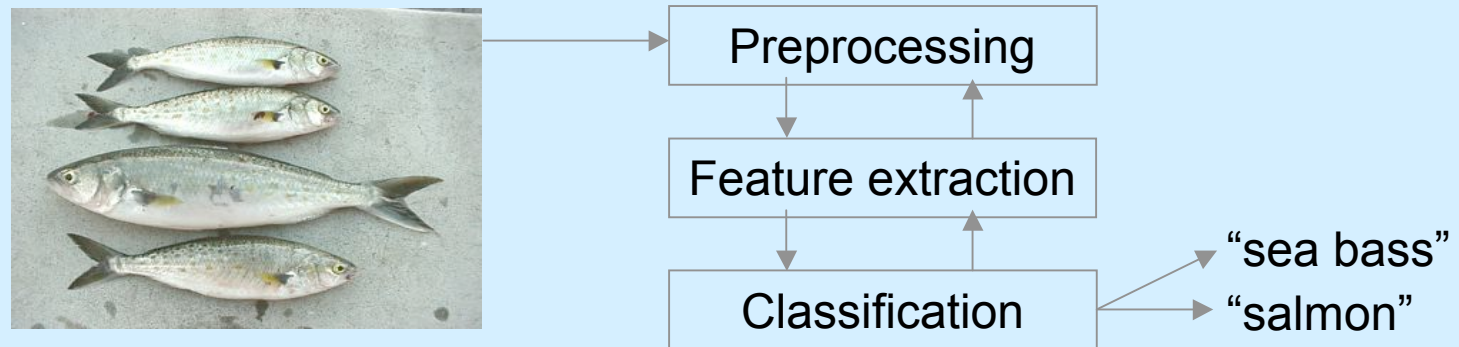 Preprocessing
Feature extraction
Classification
“sea bass”
“salmon”